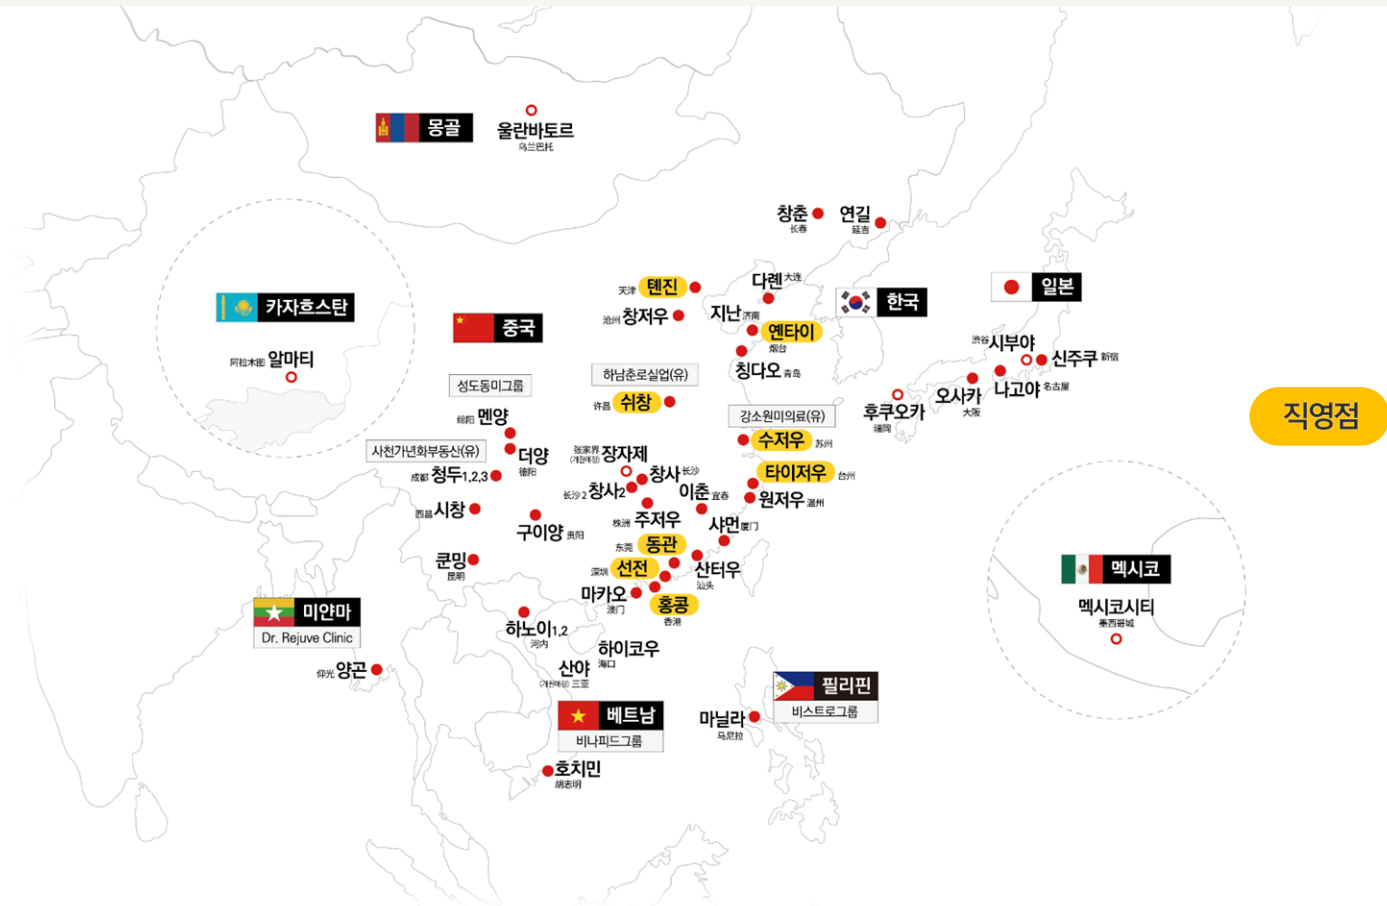 몽골
울란바토르
乌兰巴托
창춘
长春
연길
延吉
카자흐스탄
阿拉木图 알마티
중국
天津 톈진
沧州 창저우
다롄 大连
지난 济南
옌타이
烟台
칭다오 青岛
한국
일본
渋谷 시부야
신주쿠 新宿
나고야 名古屋
오사카
大阪
후쿠오카
福岡
직영점
성도동미그룹
绵阳 멘양
더양
德阳
사천가년화부동산(유)
成都 청두1,2,3
西昌 시창
구이양 贵阳
쿤밍
昆明
하남춘로실업(유)
许昌 쉬창
강소원미의료(유)
수저우 苏州
타이저우 台州
원저우 温州
张家界 장자제
(개원예정)
창사 长沙
长沙2 창사2
이춘 宜春
株洲 주저우
샤먼 厦门
东莞 동관
深圳 선전
산터우
汕头
마카오
澳门
홍콩
香港
미얀마
Dr. Rejuve Clinic
仰光 양곤
하노이1,2
河内
하이코우
海口
산야
(개원예정) 三亚
베트남
비나피드그룹
호치민
胡志明
필리핀
비스트로그룹
마닐라
马尼拉
멕시코
멕시코시티
墨西哥城